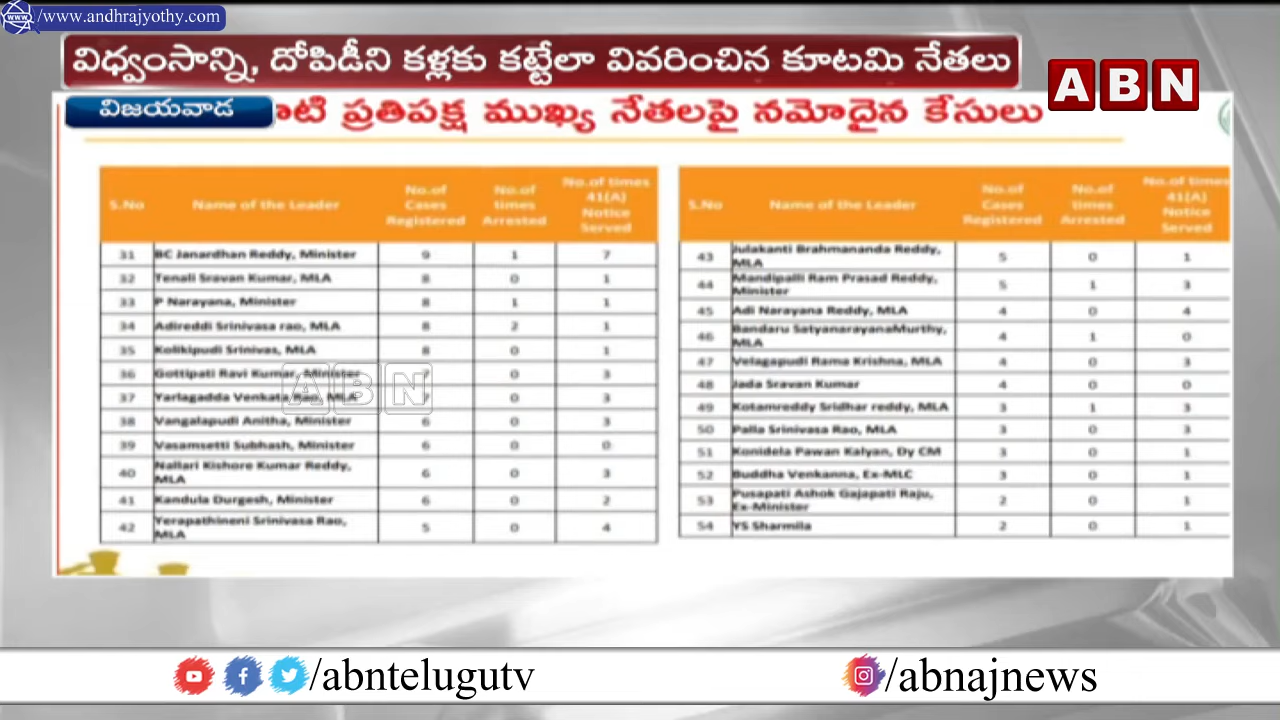 www./www.andhrajyothy.com
విధ్వంసాన్ని, దోపిడీని కళ్లకు కట్టేలా వివరించిన కూటమి నేతలు
ABN
విజయవాడ
ప్రతిపక్ష ముఖ్య నేతలపై నమోదైన కేసులు
S.No Name of the Leader No.of Cases Registered No.of times Arrested No.of times 41(A) Notice Served
31 BC Janardhan Reddy, Minister 9 1 7
32 Tenali Sravan Kumar, MLA 8 0 1
33 P Narayana, Minister 8 1 1
34 Adireddi Srinivasa rao, MLA 8 2 1
35 Kolikipudi Srinivas, MLA 8 0 1
36 Gottipati Ravi Kumar, Minister 7 0 3
37 Yarlagadda Venkata Rao, MLA 7 0 3
38 Vangalapudi Anitha, Minister 6 0 3
39 Vasamsetti Subhash, Minister 6 0 0
40 Nallari Kishore Kumar Reddy, MLA 6 0 3
41 Kandula Durgesh, Minister 6 0 2
42 Yerapathineni Srinivasa Rao, MLA 5 0 4
ABN
S.No Name of the Leader No.of Cases Registered No.of times Arrested No.of times 41(A) Notice Served
43 Julakanti Brahmananda Reddy, MLA 5 0 1
44 Mandipalli Ram Prasad Reddy, Minister 5 1 3
45 Adi Narayana Reddy, MLA 4 0 4
46 Bandaru SatyanarayanaMurthy, MLA 4 1 0
47 Velagapudi Rama Krishna, MLA 4 0 3
48 Jada Sravan Kumar 4 0 0
49 Kotamreddy Sridhar reddy, MLA 3 1 3
50 Palla Srinivasa Rao, MLA 3 0 3
51 Konidela Pawan Kalyan, Dy CM 3 0 1
52 Buddha Venkanna, Ex-MLC 3 0 1
53 Pusapati Ashok Gajapati Raju, Ex-Minister 2 0 1
54 YS Sharmila 2 0 1
/abntelugutv
/abnajnews